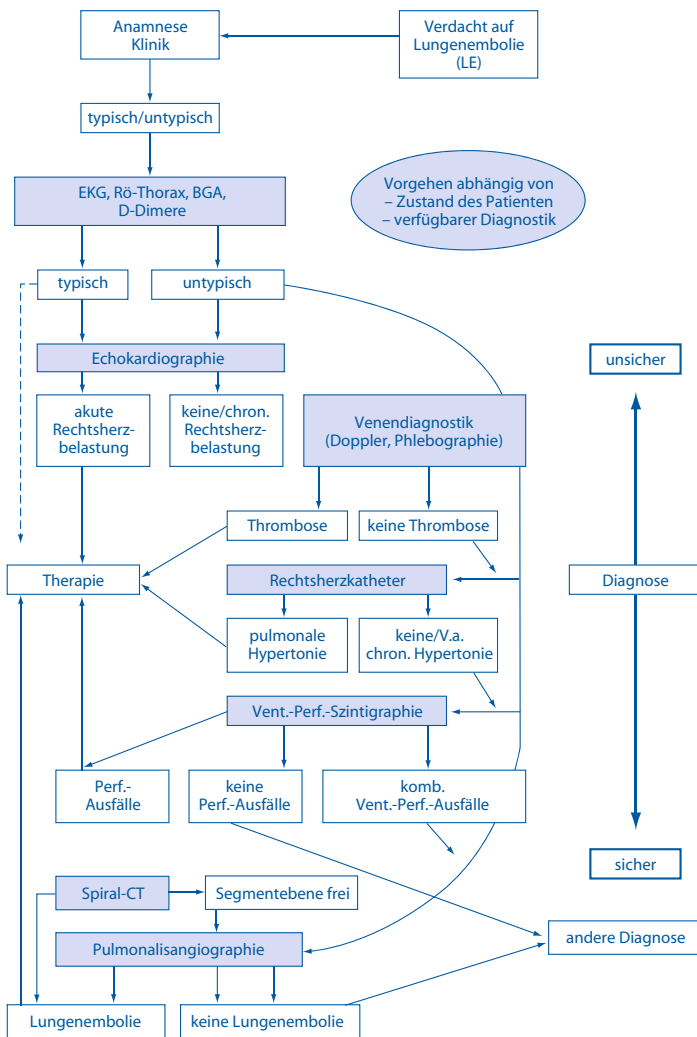 Anamnese
Klinik
Verdacht auf
Lungenembolie
(LE)
typisch/untypisch
EKG, Rö-Thorax, BGA,
D-Dimere
Vorgehen abhängig von
– Zustand des Patienten
– verfügbarer Diagnostik
typisch
untypisch
Echokardiographie
unsicher
akute
Rechtsherz-
belastung
keine/chron.
Rechtsherz-
belastung
Venendiagnostik
(Doppler, Phlebographie)
Thrombose
keine Thrombose
Therapie
Rechtsherzkatheter
Diagnose
pulmonale
Hypertonie
keine/V.a.
chron. Hypertonie
Vent.-Perf.-Szintigraphie
Perf.-
Ausfälle
keine
Perf.-Ausfälle
komb.
Vent.-Perf.-Ausfälle
sicher
Spiral-CT
Segmentebene frei
andere Diagnose
Pulmonalisangiographie
Lungenembolie
keine Lungenembolie